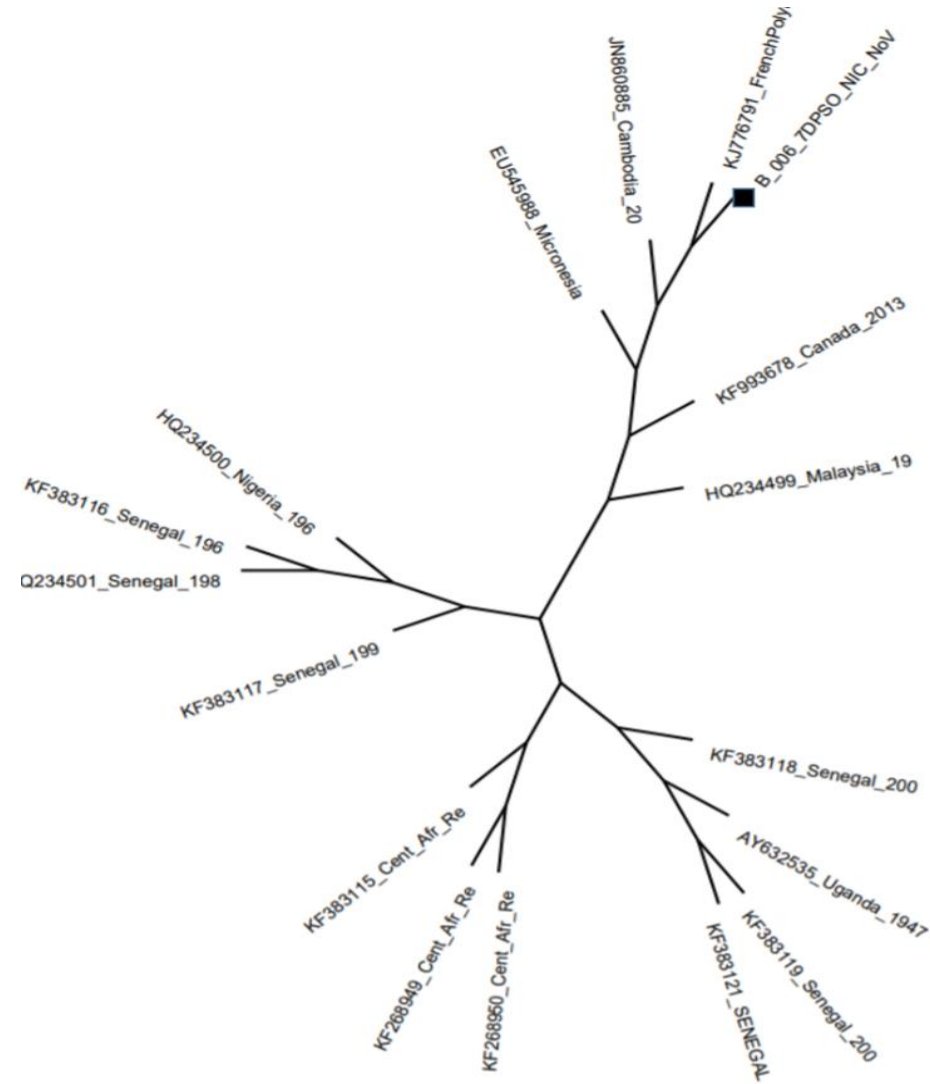 KJ776791_FrenchPoly
B_006_7DPSO_NIC_NoV
JN860885_Cambodia_20
EU545988_Micronesia
KF993678_Canada_2013
HQ234499_Malaysia_19
HQ234500_Nigeria_196
KF383116_Senegal_196
Q234501_Senegal_198
KF383117_Senegal_199
KF383118_Senegal_200
AY632535_Uganda_1947
KF383119_Senegal_200
KF383121_SENEGAL
KF383115_Cent_Afr_Re
KF268949_Cent_Afr_Re
KF268950_Cent_Afr_Re